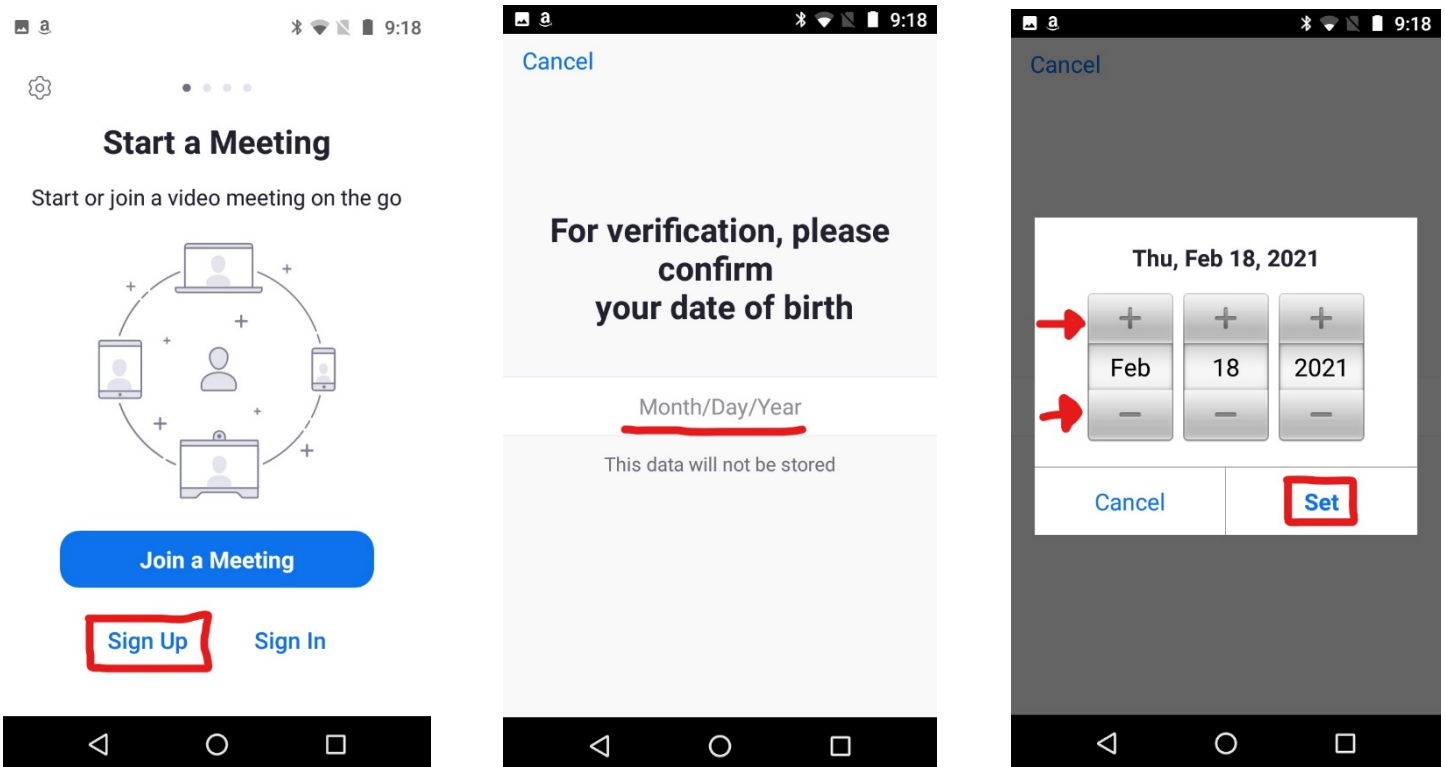 a 9:18
Start a Meeting
Start or join a video meeting on the go
Join a Meeting
Sign Up Sign In
a 9:18
Cancel
For verification, please
confirm
your date of birth
Month/Day/Year
This data will not be stored
a 9:18
Cancel
Thu, Feb 18, 2021
+ + +
Feb 18 2021
− − −
Cancel Set